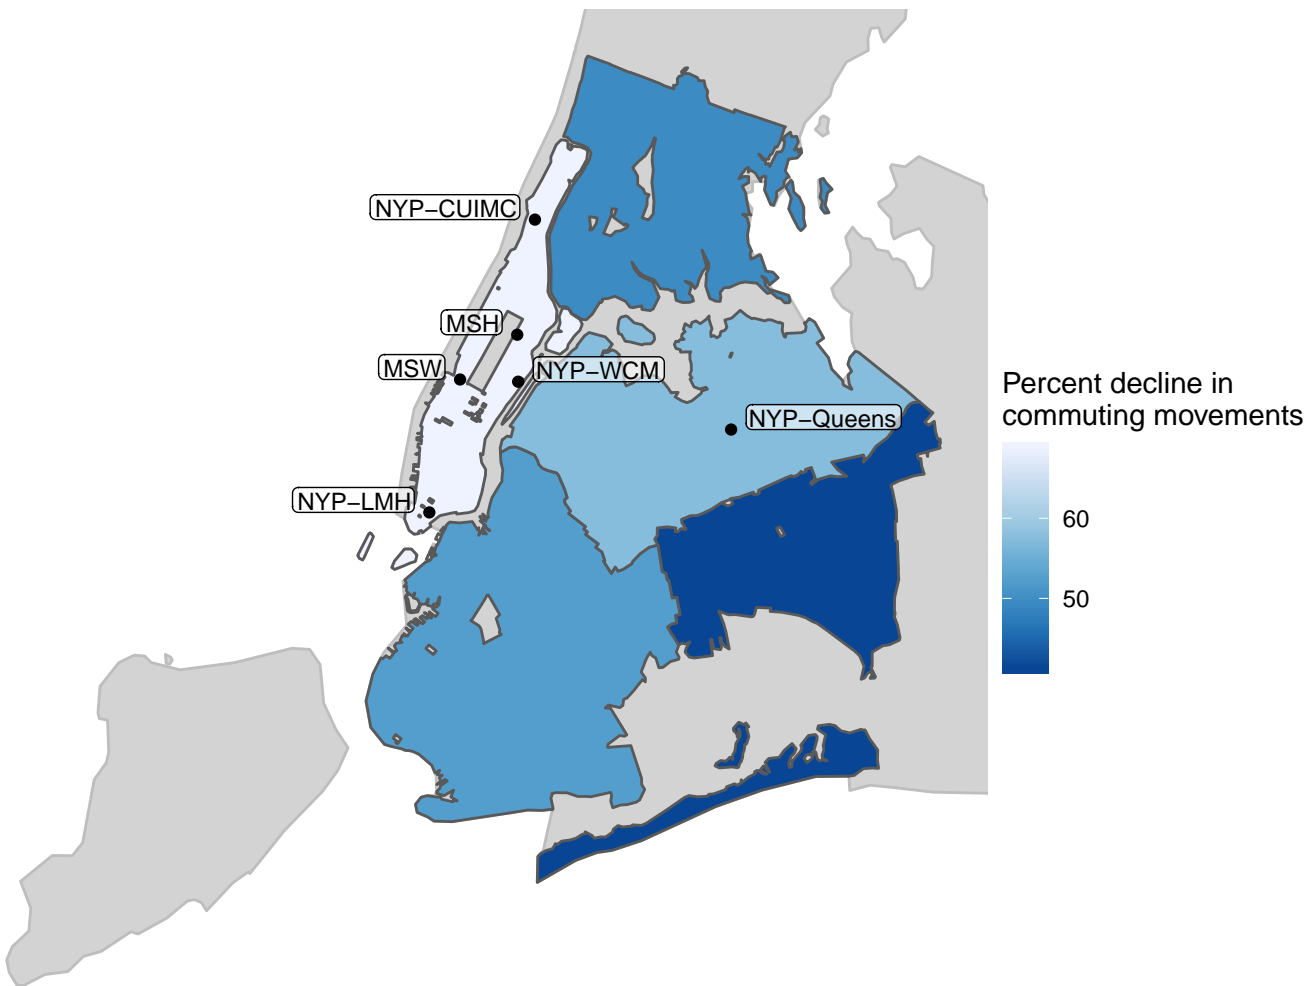 NYP−CUIMC
MSH
MSW
NYP−WCM
NYP−Queens
NYP−LMH
Percent decline in
commuting movements
60
50